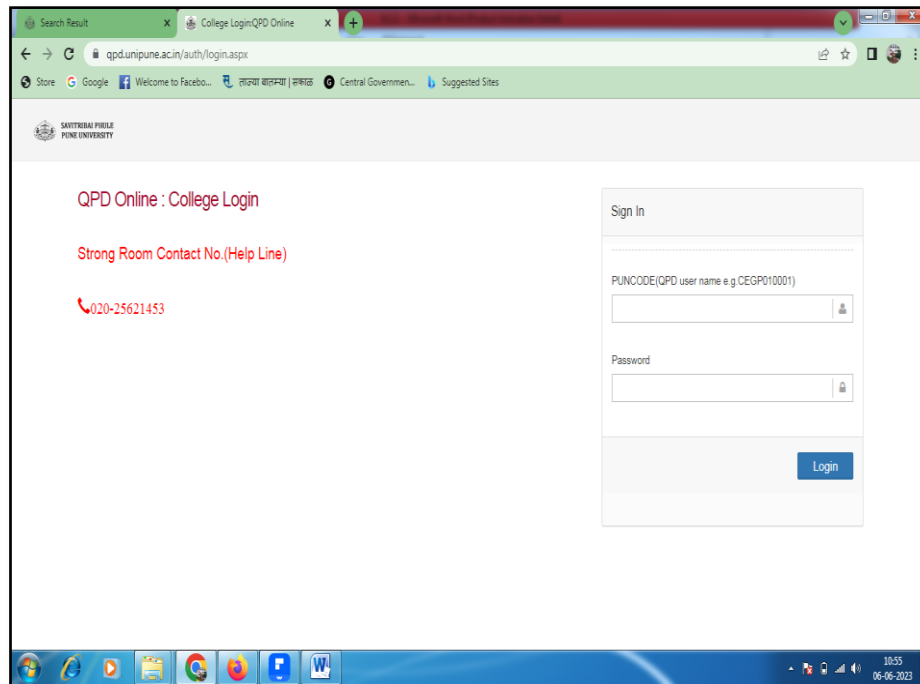 Search Result
College Login:QPD Online
qpd.unipune.ac.in/auth/login.aspx
Store Google Welcome to Facebo... ताज्या बातम्या | सकाळ Central Governmen... Suggested Sites
SAVITRIBAI PHULE
PUNE UNIVERSITY
QPD Online : College Login
Strong Room Contact No.(Help Line)
020-25621453
Sign In
PUNCODE(QPD user name e.g.CEGP010001)
Password
Login
10:55
06-06-2023